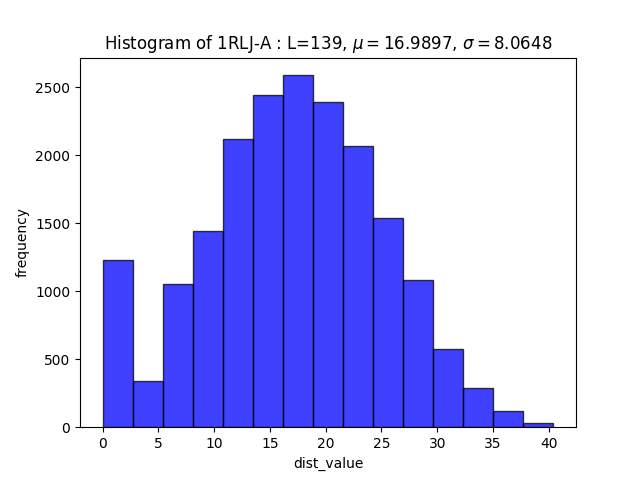 Histogram of 1RLJ-A : L=139, μ = 16.9897, σ = 8.0648
2500
2000
1500
1000
500
0
frequency
0 5 10 15 20 25 30 35 40
dist_value